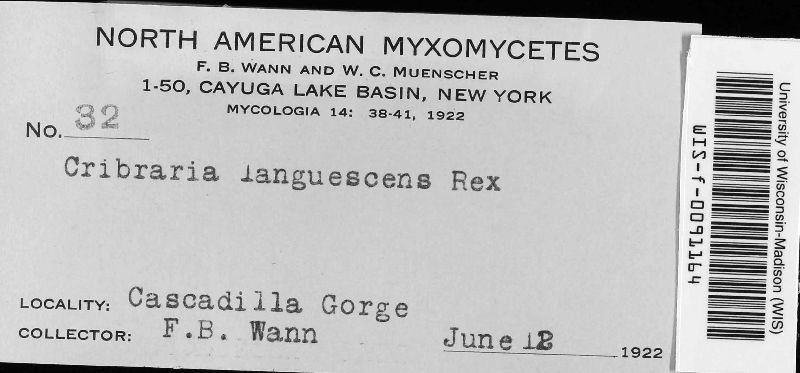 NORTH AMERICAN MYXOMYCETES
F. B. WANN AND W. C. MUENSCHER
1-50, CAYUGA LAKE BASIN, NEW YORK
MYCOLOGIA 14: 38-41, 1922
No. 32
Cribraria languescens Rex
LOCALITY: Cascadilla Gorge
COLLECTOR: F.B. Wann June 12 1922
University of Wisconsin-Madison (WIS)
WIS-f-0091164